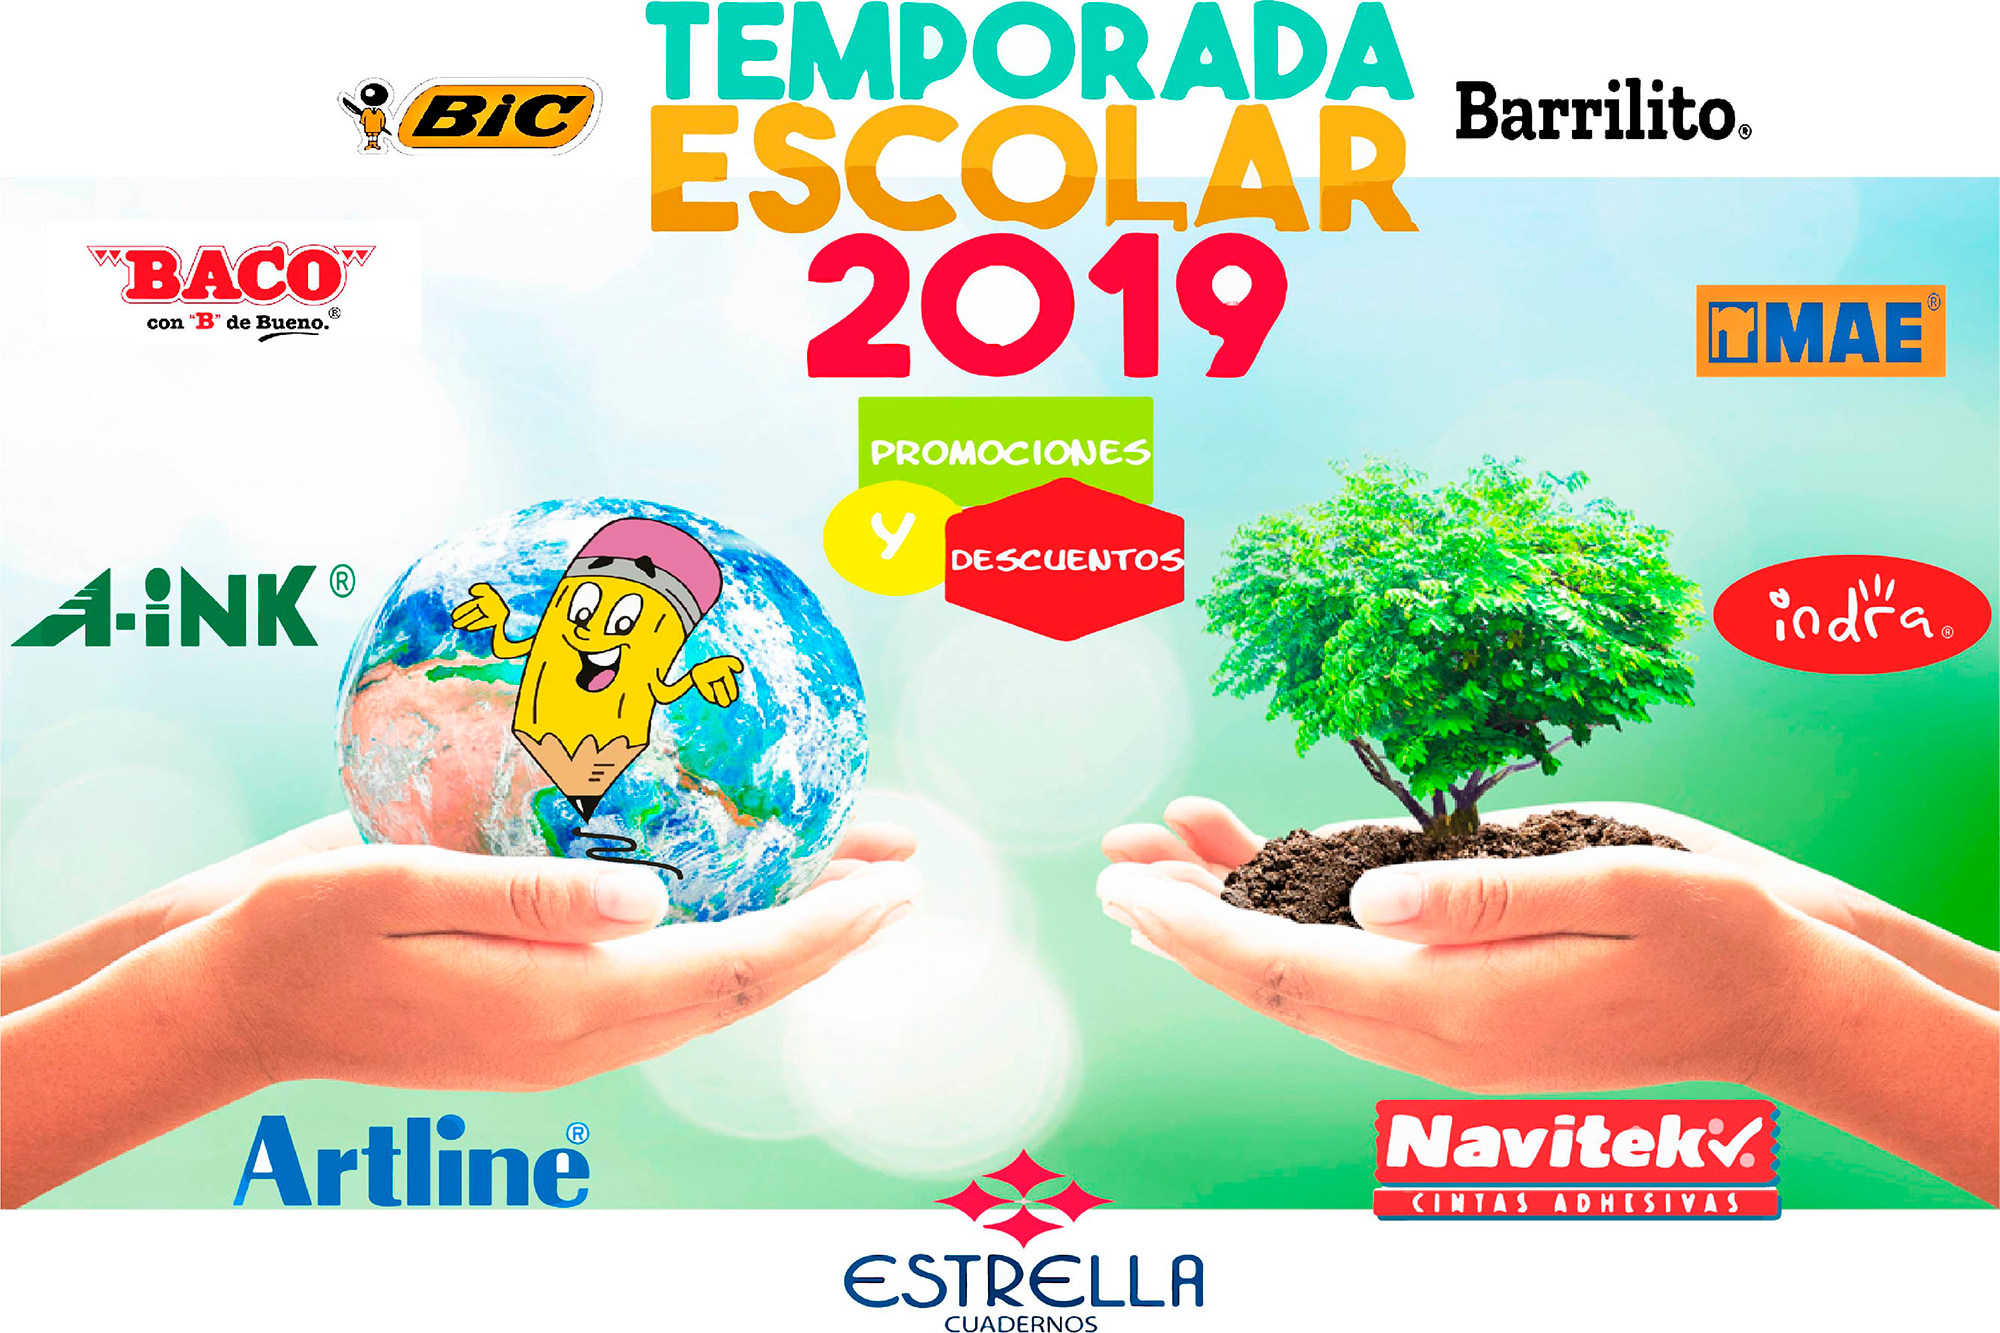 TEMPORADA
ESCOLAR
2019
BiC
Barrilito®
"BACO"
con "B" de Bueno.®
MAE®
PROMOCIONES
Y
DESCUENTOS
A-iNK®
indra®
Artline®
Navitek
CINTAS ADHESIVAS
ESTRELLA
CUADERNOS